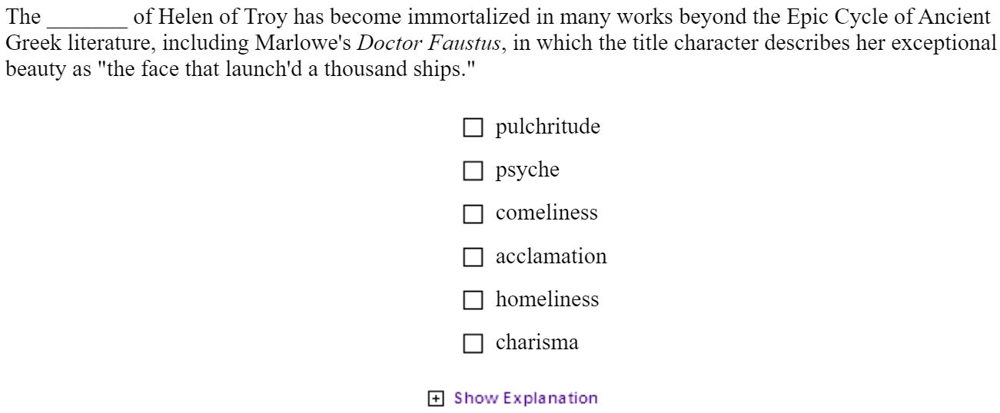 The ________ of Helen of Troy has become immortalized in many works beyond the Epic Cycle of Ancient
Greek literature, including Marlowe's Doctor Faustus, in which the title character describes her exceptional
beauty as "the face that launch'd a thousand ships."
pulchritude
psyche
comeliness
acclamation
homeliness
charisma
Show Explanation